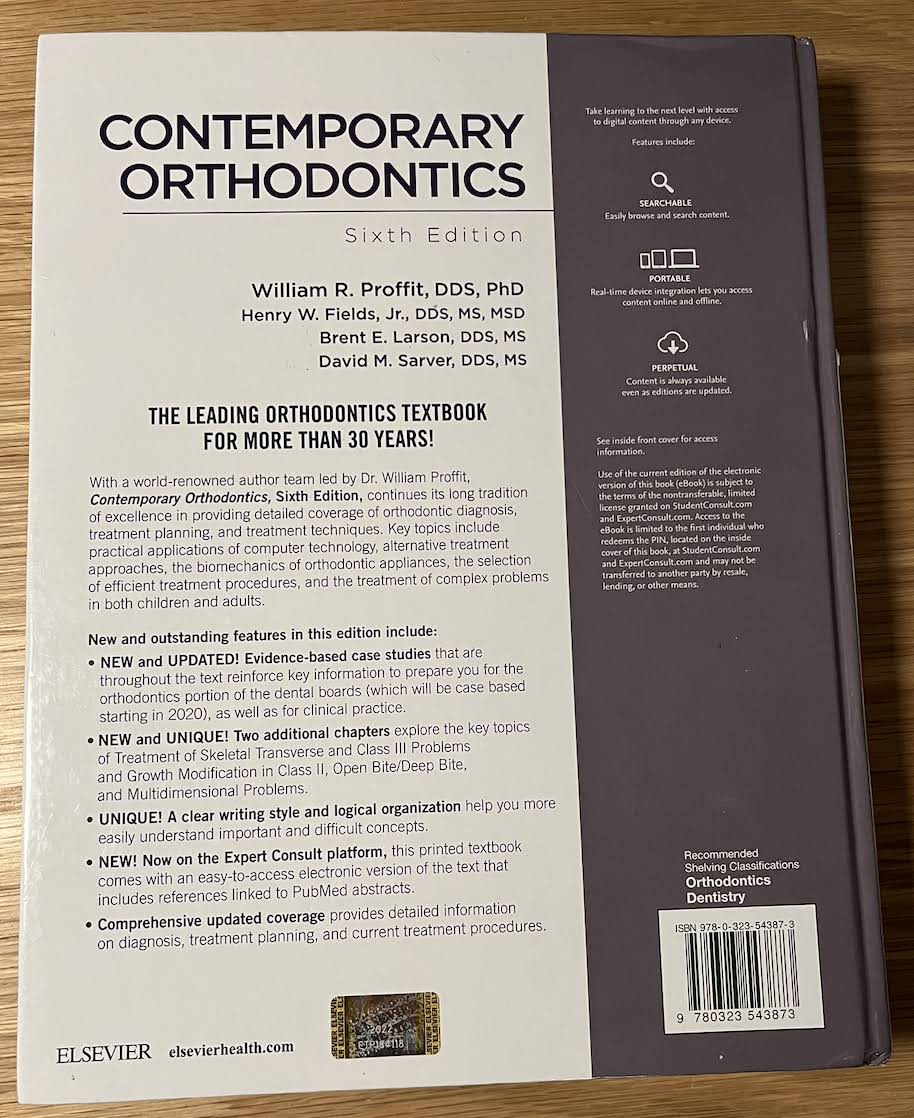 CONTEMPORARY
ORTHODONTICS
Sixth Edition
William R. Proffit, DDS, PhD
Henry W. Fields, Jr., DDS, MS, MSD
Brent E. Larson, DDS, MS
David M. Sarver, DDS, MS
THE LEADING ORTHODONTICS TEXTBOOK
FOR MORE THAN 30 YEARS!
With a world-renowned author team led by Dr. William Proffit,
Contemporary Orthodontics, Sixth Edition, continues its long tradition
of excellence in providing detailed coverage of orthodontic diagnosis,
treatment planning, and treatment techniques. Key topics include
practical applications of computer technology, alternative treatment
approaches, the biomechanics of orthodontic appliances, the selection
of efficient treatment procedures, and the treatment of complex problems
in both children and adults.
New and outstanding features in this edition include:
• NEW and UPDATED! Evidence-based case studies that are
throughout the text reinforce key information to prepare you for the
orthodontics portion of the dental boards (which will be case based
starting in 2020), as well as for clinical practice.
• NEW and UNIQUE! Two additional chapters explore the key topics
of Treatment of Skeletal Transverse and Class III Problems
and Growth Modification in Class II, Open Bite/Deep Bite,
and Multidimensional Problems.
• UNIQUE! A clear writing style and logical organization help you more
easily understand important and difficult concepts.
• NEW! Now on the Expert Consult platform, this printed textbook
comes with an easy-to-access electronic version of the text that
includes references linked to PubMed abstracts.
• Comprehensive updated coverage provides detailed information
on diagnosis, treatment planning, and current treatment procedures.
ELSEVIER elsevierhealth.com
Take learning to the next level with access
to digital content through any device.
Features include:
SEARCHABLE
Easily browse and search content.
PORTABLE
Real-time device integration lets you access
content online and offline.
PERPETUAL
Content is always available
even as editions are updated.
See inside front cover for access
information.
Use of the current edition of the electronic
version of this book (eBook) is subject to
the terms of the nontransferable, limited
license granted on StudentConsult.com
and ExpertConsult.com. Access to the
eBook is limited to the first individual who
redeems the PIN, located on the inside
cover of this book, at StudentConsult.com
and ExpertConsult.com and may not be
transferred to another party by resale,
lending, or other means.
Recommended
Shelving Classifications
Orthodontics
Dentistry
ISBN 978-0-323-54387-3
9 780323 543873